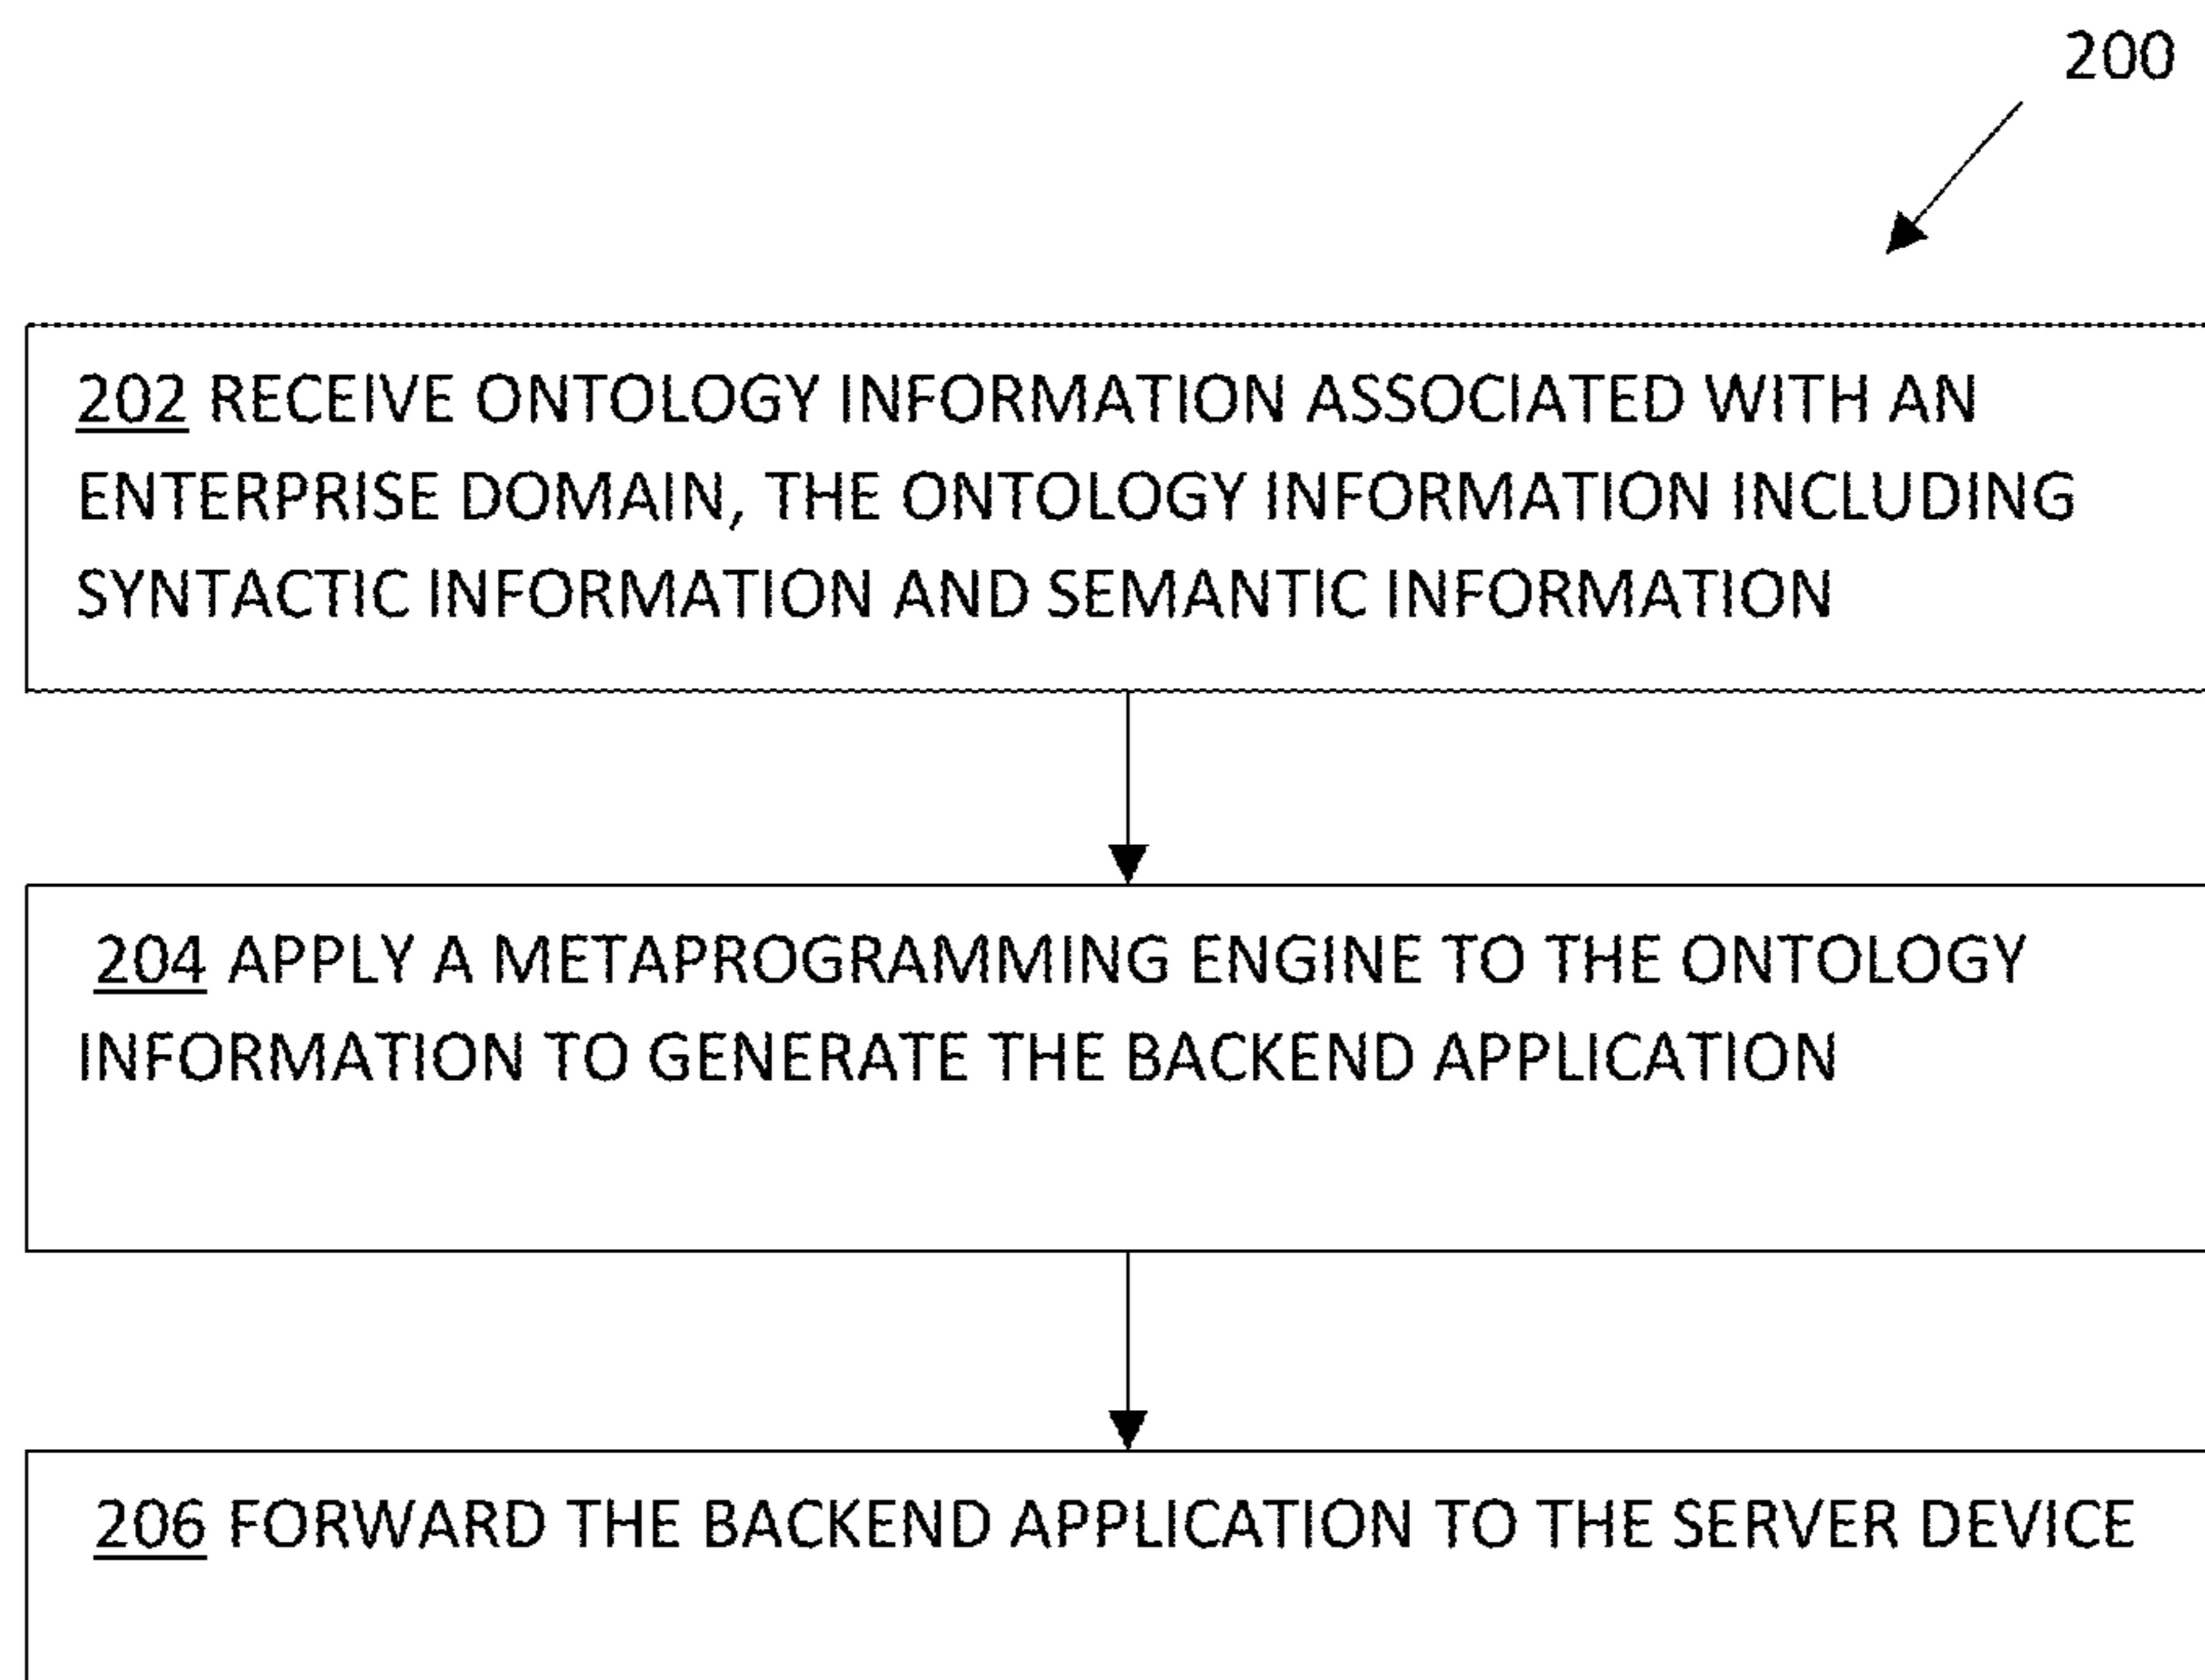 200
202 RECEIVE ONTOLOGY INFORMATION ASSOCIATED WITH AN
ENTERPRISE DOMAIN, THE ONTOLOGY INFORMATION INCLUDING
SYNTACTIC INFORMATION AND SEMANTIC INFORMATION
204 APPLY A METAPROGRAMMING ENGINE TO THE ONTOLOGY
INFORMATION TO GENERATE THE BACKEND APPLICATION
206 FORWARD THE BACKEND APPLICATION TO THE SERVER DEVICE